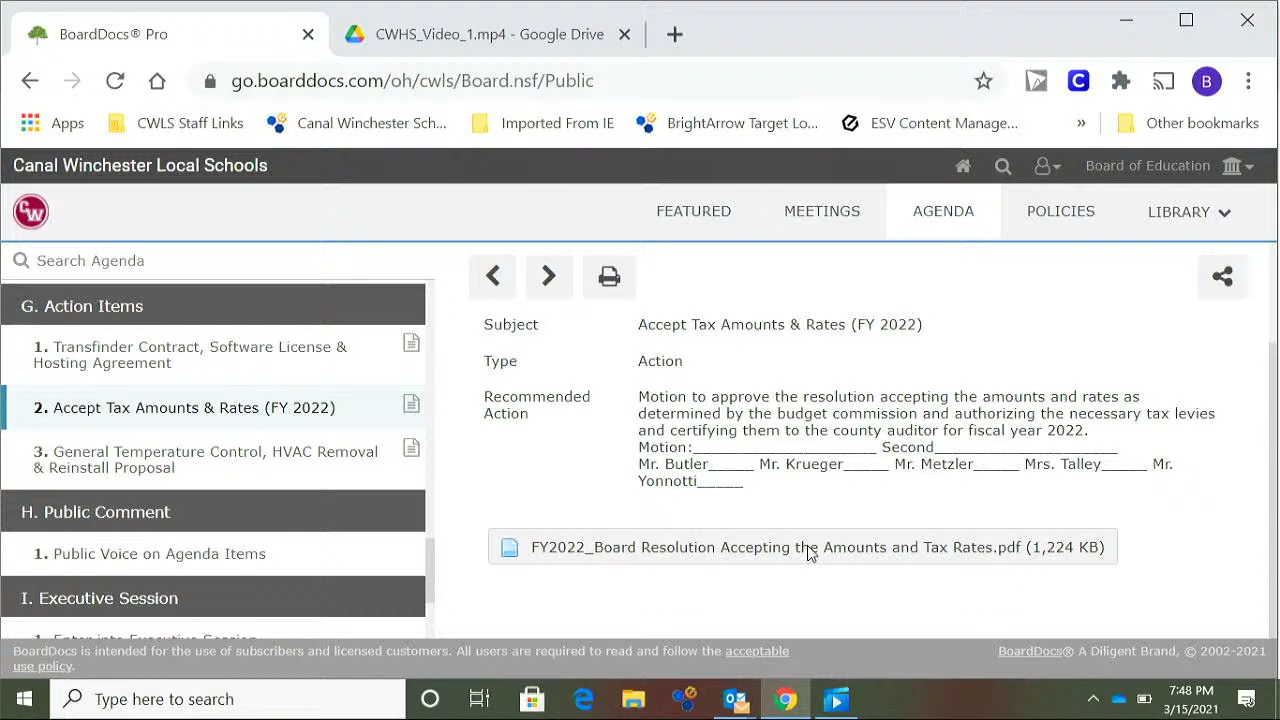 BoardDocs® Pro
CWHS_Video_1.mp4 - Google Drive
go.boarddocs.com/oh/cwls/Board.nsf/Public
B
Apps
CWLS Staff Links
Canal Winchester Sch...
Imported From IE
BrightArrow Target Lo...
ESV Content Manage...
»
Other bookmarks
Canal Winchester Local Schools
Board of Education
CW
FEATURED
MEETINGS
AGENDA
POLICIES
LIBRARY
Search Agenda
G. Action Items
1. Transfinder Contract, Software License &
Hosting Agreement
2. Accept Tax Amounts & Rates (FY 2022)
3. General Temperature Control, HVAC Removal
& Reinstall Proposal
H. Public Comment
1. Public Voice on Agenda Items
I. Executive Session
1. Enter into Executive Session
Subject
Accept Tax Amounts & Rates (FY 2022)
Type
Action
Recommended
Action
Motion to approve the resolution accepting the amounts and rates as
determined by the budget commission and authorizing the necessary tax levies
and certifying them to the county auditor for fiscal year 2022.
Motion:______________________ Second______________________
Mr. Butler_____ Mr. Krueger_____ Mr. Metzler_____ Mrs. Talley_____ Mr.
Yonnotti_____
FY2022_Board Resolution Accepting the Amounts and Tax Rates.pdf (1,224 KB)
BoardDocs is intended for the use of subscribers and licensed customers. All users are required to read and follow the acceptable
use policy.
BoardDocs® A Diligent Brand, © 2002-2021
Type here to search
7:48 PM
3/15/2021